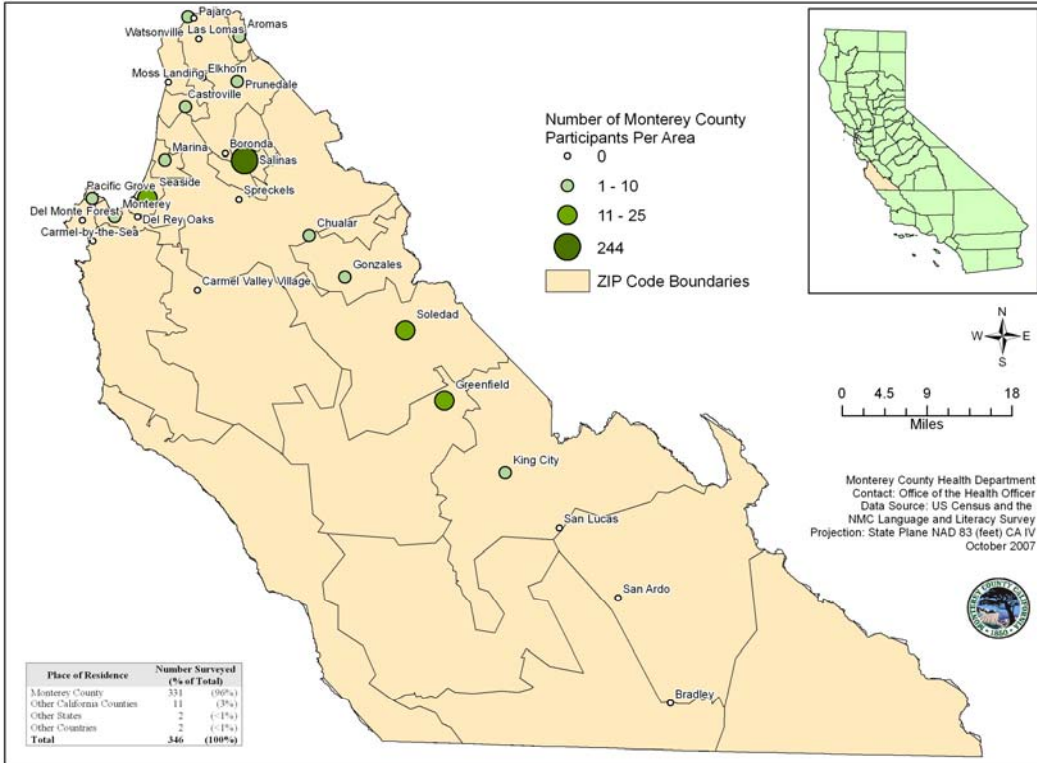 Pajaro
Watsonville
Las Lomas
Aromas
Elkhorn
Moss Landing
Prunedale
Castroville
Boronda
Marina
Salinas
Pacific Grove
Seaside
Spreckels
Del Monte Forest
Monterey
Del Rey Oaks
Carmel-by-the-Sea
Chualar
Gonzales
Carmel Valley Village
Soledad
Greenfield
King City
San Lucas
San Ardo
Bradley
Number of Monterey County
Participants Per Area
0
1 - 10
11 - 25
244
ZIP Code Boundaries
N
W E
S
0 4.5 9 18
Miles
Monterey County Health Department
Contact: Office of the Health Officer
Data Source: US Census and the
NMC Language and Literacy Survey
Projection: State Plane NAD 83 (feet) CA IV
October 2007
MONTEREY COUNTY CALIFORNIA
1850
Place of Residence Number Surveyed
(% of Total)
Monterey County 331 (96%)
Other California Counties 11 (3%)
Other States 2 (<1%)
Other Countries 2 (<1%)
Total 346 (100%)